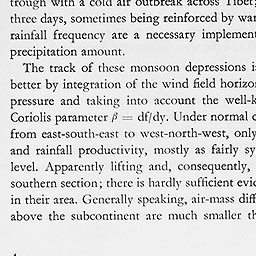 trough with a cold air outbreak across Tibet;
three days, sometimes being reinforced by
rainfall frequency are a necessary implement
precipitation amount.
The track of these monsoon depressions is
better by integration of the wind field horizo
pressure and taking into account the well-k
Coriolis parameter β = df/dy. Under normal c
from east-south-east to west-north-west, only
and rainfall productivity, mostly as fairly sy
level. Apparently lifting and, consequently,
southern section; there is hardly sufficient evid
in their area. Generally speaking, air-mass diff
above the subcontinent are much smaller th